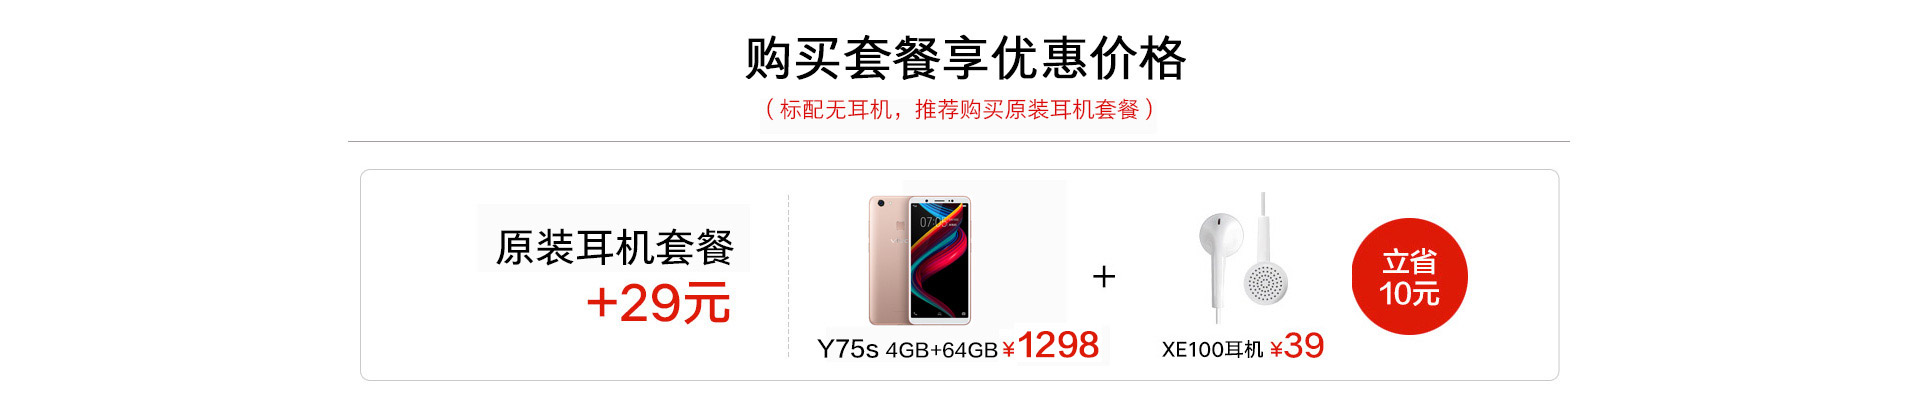 购买套餐享优惠价格
（标配无耳机，推荐购买原装耳机套餐）
原装耳机套餐
+29元
07:0
Y75s 4GB+64GB ¥1298
+
XE100耳机 ¥39
立省
10元